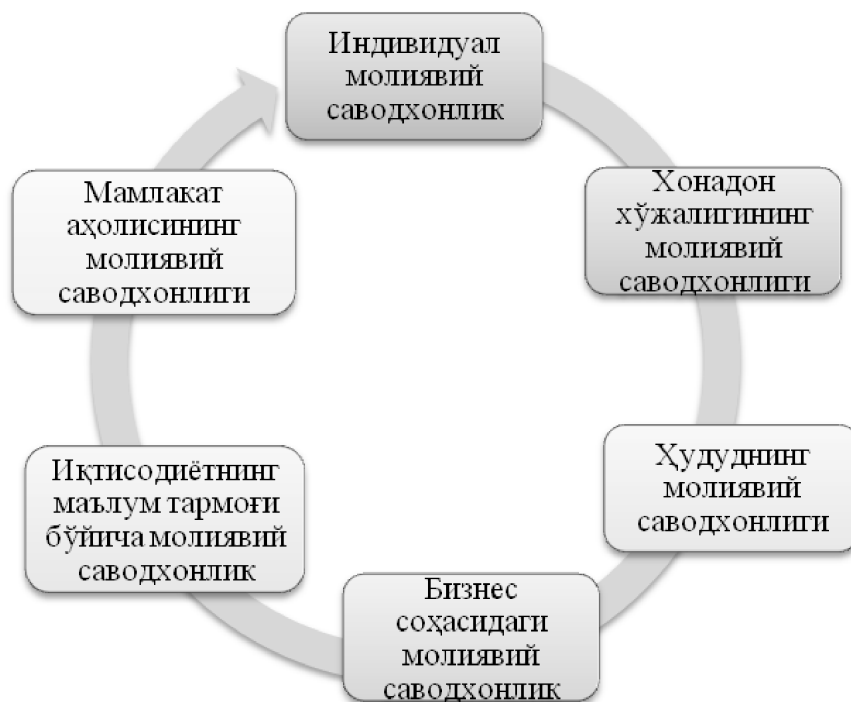 Индивидуал
молиявий
саводхонлик
Хонадон
хўжалигининг
молиявий
саводхонлиги
Ҳудуднинг
молиявий
саводхонлиги
Бизнес
соҳасидаги
молиявий
саводхонлик
Иқтисодиётнинг
маълум тармоғи
бўйича молиявий
саводхонлик
Мамлакат
аҳолисининг
молиявий
саводхонлиги